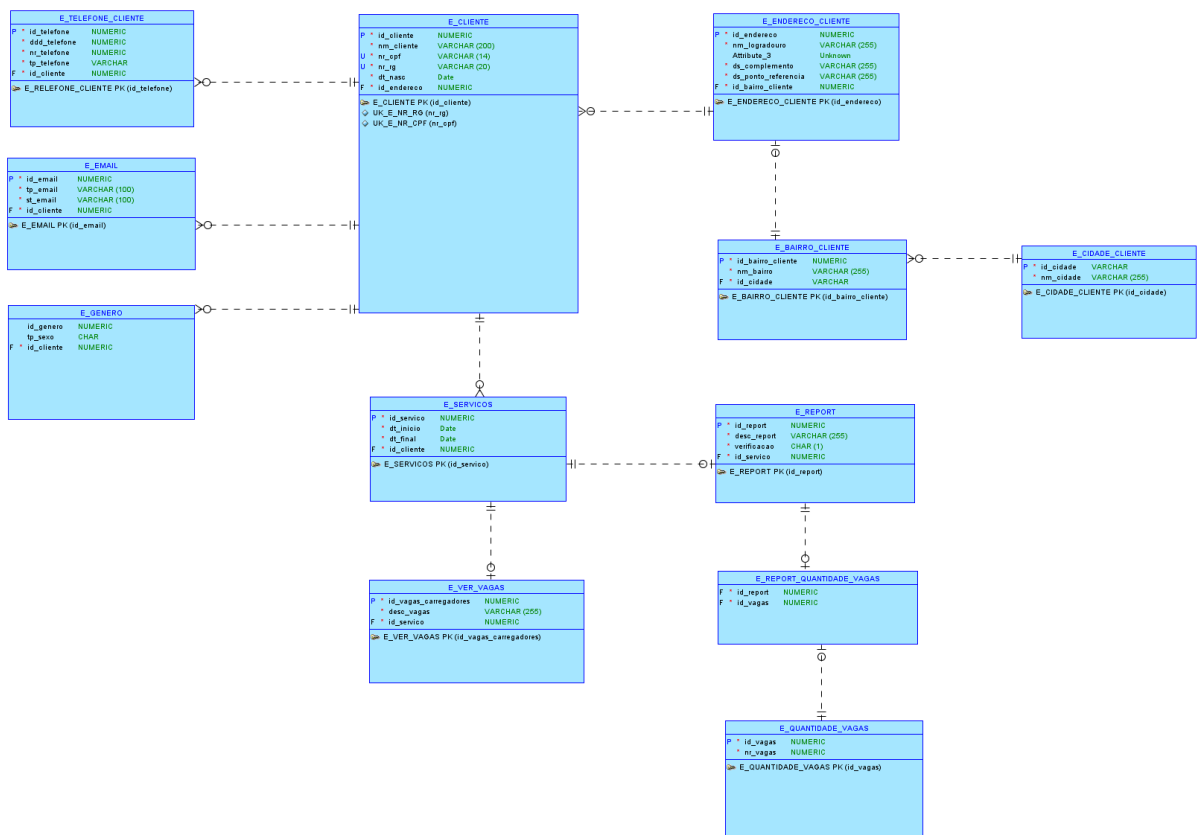 E_TELEFONE_CLIENTE
P * id_telefone NUMERIC
* ddd_telefone NUMERIC
* nr_telefone NUMERIC
* tp_telefone VARCHAR
F * id_cliente NUMERIC
E_RELEFONE_CLIENTE PK (id_telefone)
E_CLIENTE
P * id_cliente NUMERIC
* nm_cliente VARCHAR (200)
U * nr_cpf VARCHAR (14)
U * nr_rg VARCHAR (20)
* dt_nasc Date
F * id_endereco NUMERIC
E_CLIENTE PK (id_cliente)
UK_E_NR_RG (nr_rg)
UK_E_NR_CPF (nr_cpf)
E_ENDERECO_CLIENTE
P * id_endereco NUMERIC
* nm_logradouro VARCHAR (255)
Attribute_3 Unknown
* ds_complemento VARCHAR (255)
* ds_ponto_referencia VARCHAR (255)
F * id_bairro_cliente NUMERIC
E_ENDERECO_CLIENTE PK (id_endereco)
E_EMAIL
P * id_email NUMERIC
* tp_email VARCHAR (100)
* st_email VARCHAR (100)
F * id_cliente NUMERIC
E_EMAIL PK (id_email)
E_BAIRRO_CLIENTE
P * id_bairro_cliente NUMERIC
* nm_bairro VARCHAR (255)
F * id_cidade VARCHAR
E_BAIRRO_CLIENTE PK (id_bairro_cliente)
E_CIDADE_CLIENTE
P * id_cidade VARCHAR
* nm_cidade VARCHAR (255)
E_CIDADE_CLIENTE PK (id_cidade)
E_GENERO
id_genero NUMERIC
tp_sexo CHAR
F * id_cliente NUMERIC
E_SERVICOS
P * id_servico NUMERIC
* dt_inicio Date
* dt_final Date
F * id_cliente NUMERIC
E_SERVICOS PK (id_servico)
E_REPORT
P * id_report NUMERIC
* desc_report VARCHAR (255)
* verificacao CHAR (1)
F * id_servico NUMERIC
E_REPORT PK (id_report)
E_VER_VAGAS
P * id_vagas_carregadores NUMERIC
* desc_vagas VARCHAR (255)
F * id_servico NUMERIC
E_VER_VAGAS PK (id_vagas_carregadores)
E_REPORT_QUANTIDADE_VAGAS
F * id_report NUMERIC
F * id_vagas NUMERIC
E_QUANTIDADE_VAGAS
P * id_vagas NUMERIC
* nr_vagas NUMERIC
E_QUANTIDADE_VAGAS PK (id_vagas)